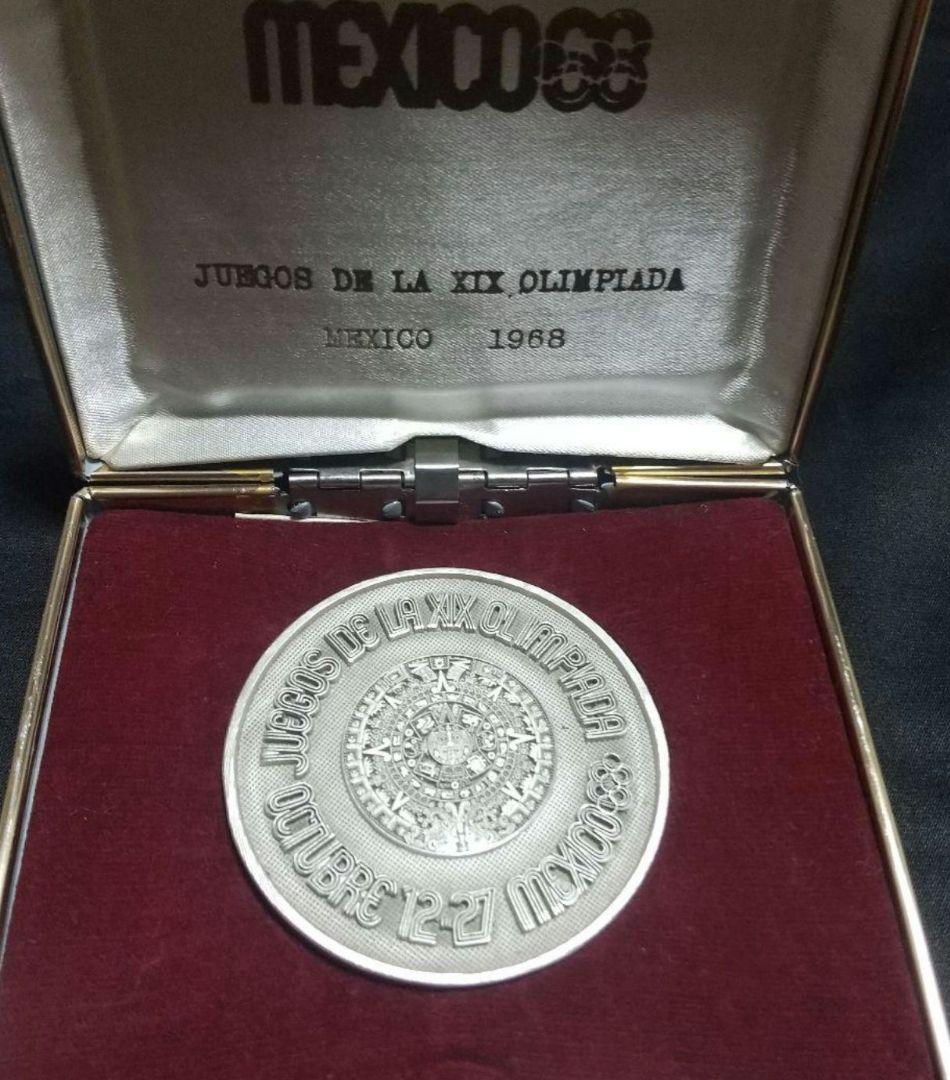 MEXICO68
JUEGOS DE LA XIX OLIMPIADA
MEXICO 1968
JUEGOS DE LA XIX OLIMPIADA
OCTUBRE 12-27 MEXICO68